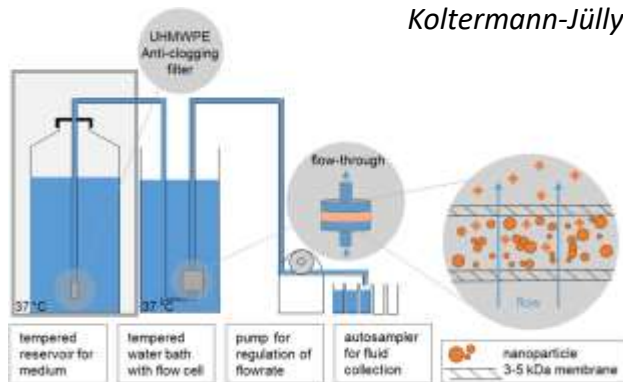 Koltermann-Jülly
UHMWPE
Anti-clogging
filter
flow-through
37°C
37°C
flow
tempered
reservoir for
medium
tempered
water bath
with flow cell
pump for
regulation of
flowrate
autosampler
for fluid
collection
nanoparticle
3-5 kDa membrane